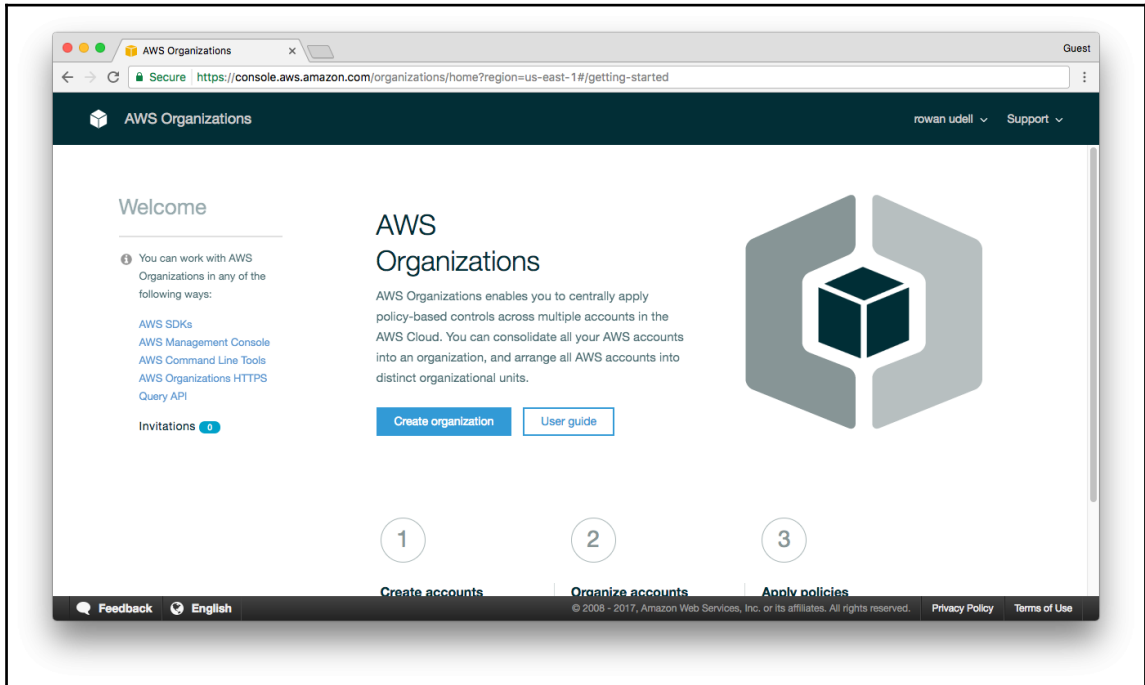 AWS Organizations
Guest
Secure https://console.aws.amazon.com/organizations/home?region=us-east-1#/getting-started
AWS Organizations
rowan udell
Support
Welcome
You can work with AWS
Organizations in any of the
following ways:
AWS SDKs
AWS Management Console
AWS Command Line Tools
AWS Organizations HTTPS
Query API
Invitations 0
AWS
Organizations
AWS Organizations enables you to centrally apply
policy-based controls across multiple accounts in the
AWS Cloud. You can consolidate all your AWS accounts
into an organization, and arrange all AWS accounts into
distinct organizational units.
Create organization
User guide
1
2
3
Create accounts
Organize accounts
Apply policies
Feedback
English
© 2008 - 2017, Amazon Web Services, Inc. or its affiliates. All rights reserved.
Privacy Policy
Terms of Use